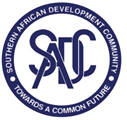 SOUTHERN AFRICAN DEVELOPMENT COMMUNITY
SADC
TOWARDS A COMMON FUTURE